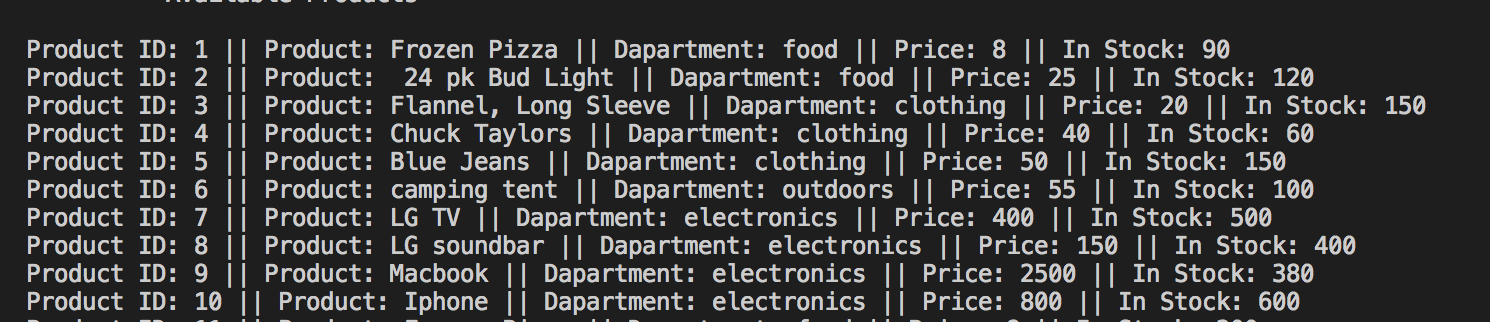 Available Products
Product ID: 1 || Product: Frozen Pizza || Dapartment: food || Price: 8 || In Stock: 90
Product ID: 2 || Product:  24 pk Bud Light || Dapartment: food || Price: 25 || In Stock: 120
Product ID: 3 || Product: Flannel, Long Sleeve || Dapartment: clothing || Price: 20 || In Stock: 150
Product ID: 4 || Product: Chuck Taylors || Dapartment: clothing || Price: 40 || In Stock: 60
Product ID: 5 || Product: Blue Jeans || Dapartment: clothing || Price: 50 || In Stock: 150
Product ID: 6 || Product: camping tent || Dapartment: outdoors || Price: 55 || In Stock: 100
Product ID: 7 || Product: LG TV || Dapartment: electronics || Price: 400 || In Stock: 500
Product ID: 8 || Product: LG soundbar || Dapartment: electronics || Price: 150 || In Stock: 400
Product ID: 9 || Product: Macbook || Dapartment: electronics || Price: 2500 || In Stock: 380
Product ID: 10 || Product: Iphone || Dapartment: electronics || Price: 800 || In Stock: 600